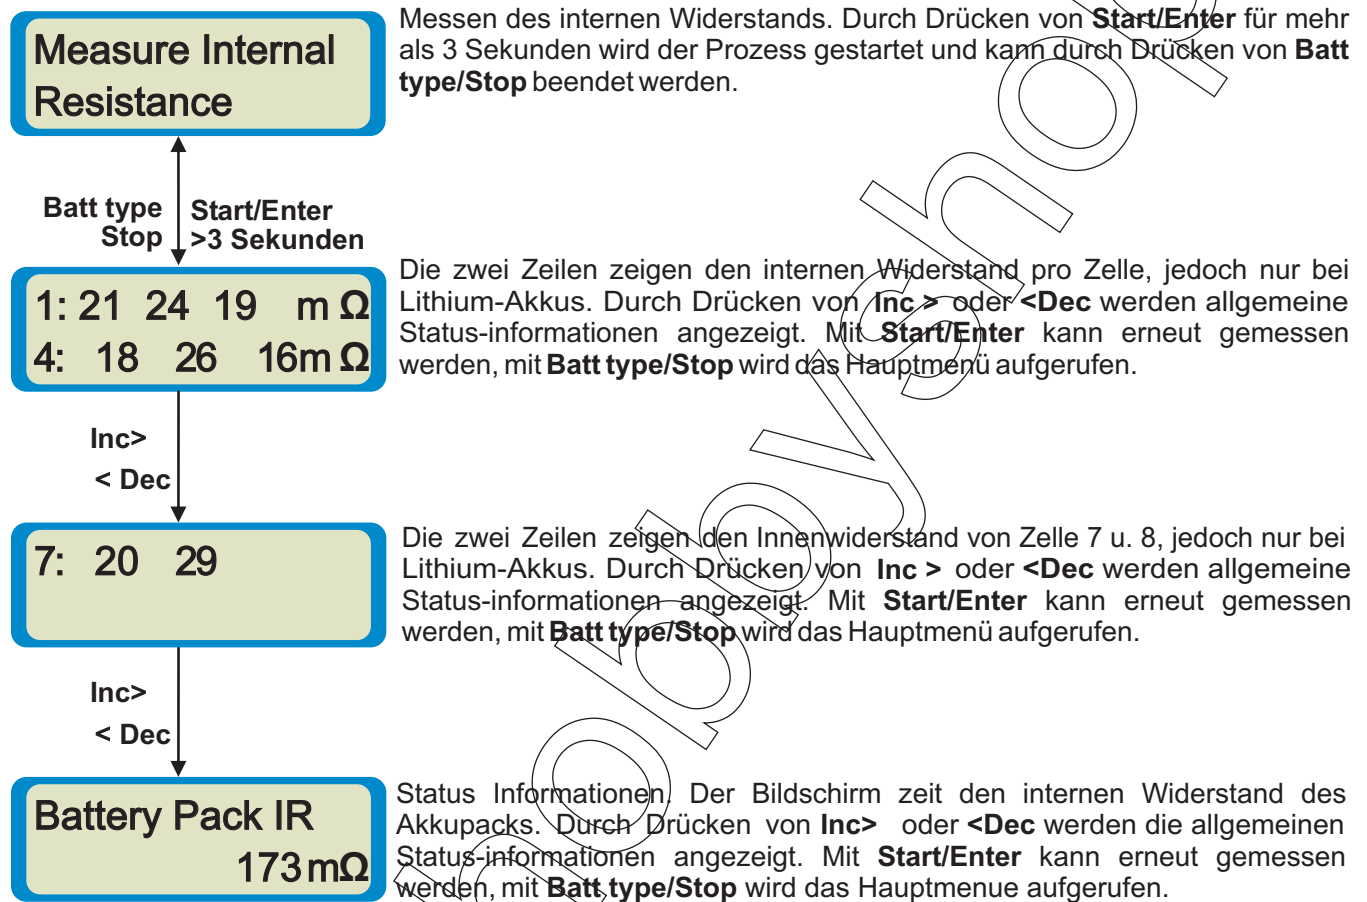 Measure Internal
Resistance
Messen des internen Widerstands. Durch Drücken von Start/Enter für mehr
als 3 Sekunden wird der Prozess gestartet und kann durch Drücken von Batt
type/Stop beendet werden.
Batt type
Stop
Start/Enter
>3 Sekunden
1: 21 24 19 m Ω
4: 18 26 16m Ω
Die zwei Zeilen zeigen den internen Widerstand pro Zelle, jedoch nur bei
Lithium-Akkus. Durch Drücken von Inc > oder <Dec werden allgemeine
Status-informationen angezeigt. Mit Start/Enter kann erneut gemessen
werden, mit Batt type/Stop wird das Hauptmenü aufgerufen.
Inc>
< Dec
7: 20 29
Die zwei Zeilen zeigen den Innenwiderstand von Zelle 7 u. 8, jedoch nur bei
Lithium-Akkus. Durch Drücken von Inc > oder <Dec werden allgemeine
Status-informationen angezeigt. Mit Start/Enter kann erneut gemessen
werden, mit Batt type/Stop wird das Hauptmenü aufgerufen.
Inc>
< Dec
Battery Pack IR
173 mΩ
Status Informationen. Der Bildschirm zeit den internen Widerstand des
Akkupacks. Durch Drücken von Inc> oder <Dec werden die allgemeinen
Status-informationen angezeigt. Mit Start/Enter kann erneut gemessen
werden, mit Batt type/Stop wird das Hauptmenue aufgerufen.
hobbyshop